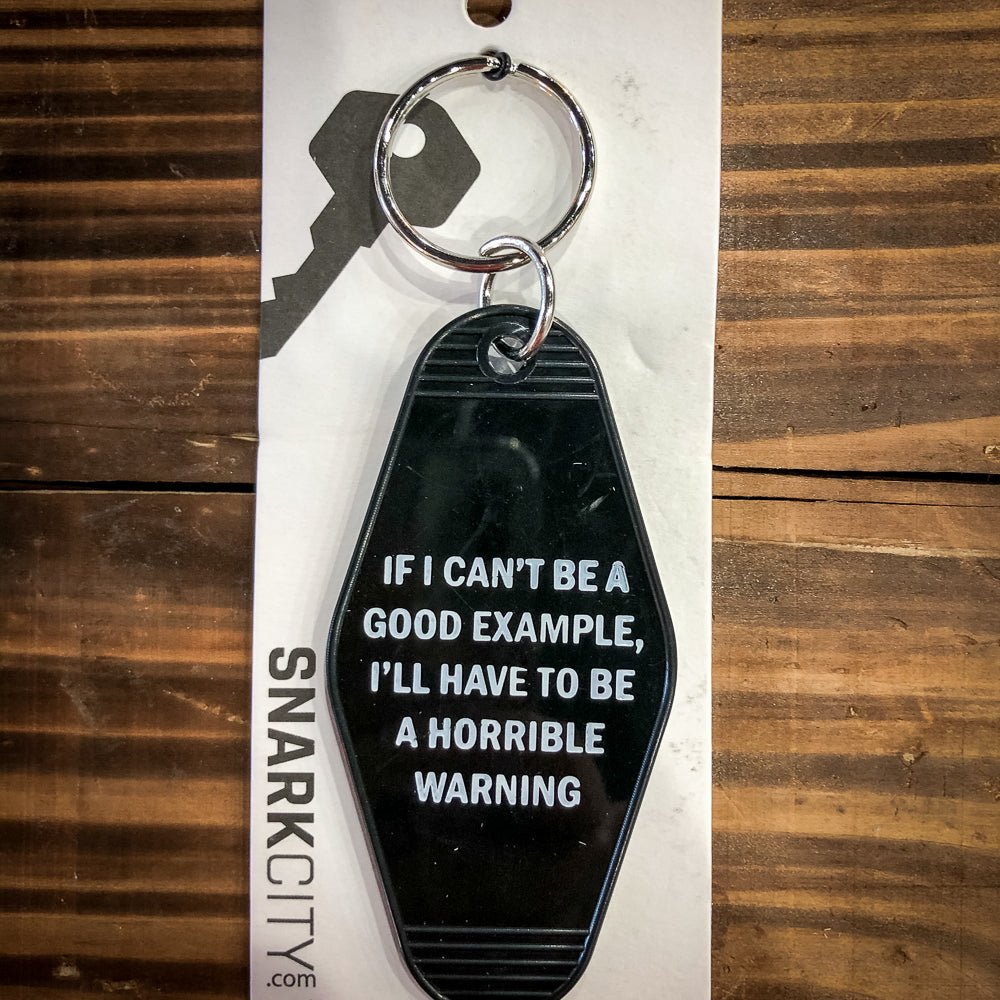 IF I CAN'T BE A
GOOD EXAMPLE,
I'LL HAVE TO BE
A HORRIBLE
WARNING
SNARKCITY
.com